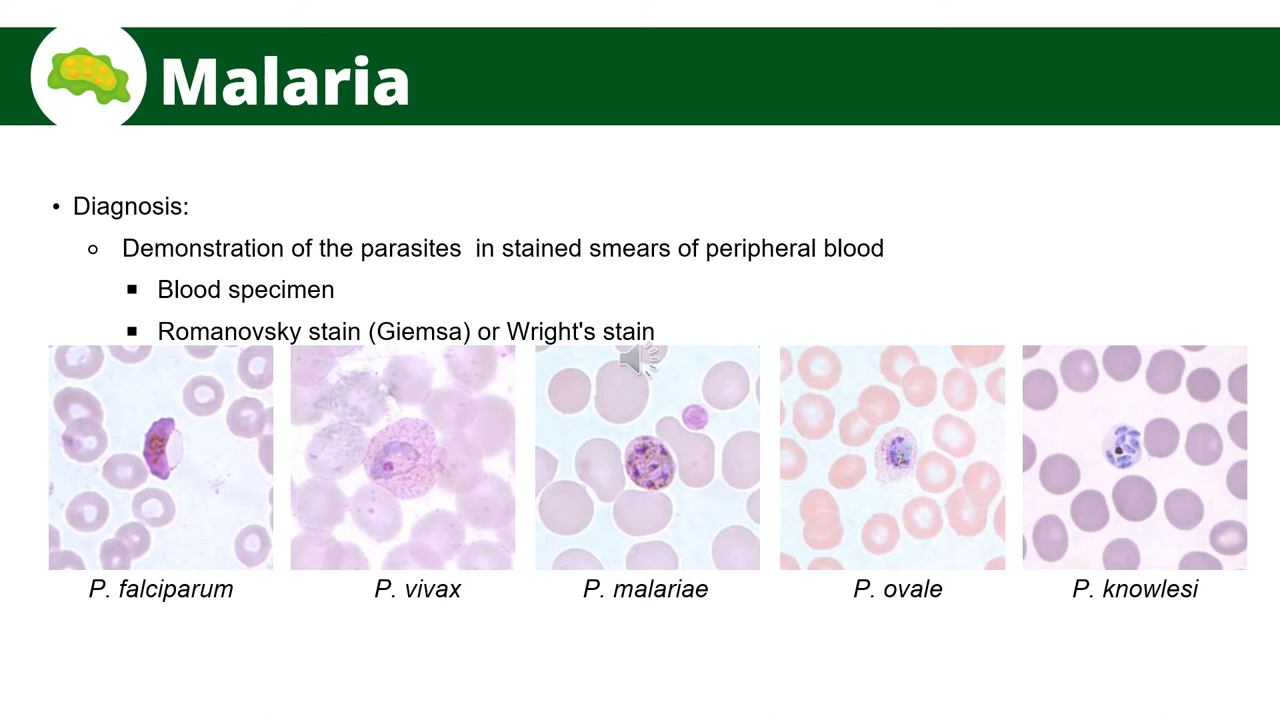 Malaria
• Diagnosis:
o Demonstration of the parasites in stained smears of peripheral blood
▪ Blood specimen
▪ Romanovsky stain (Giemsa) or Wright's stain
P. falciparum P. vivax P. malariae P. ovale P. knowlesi